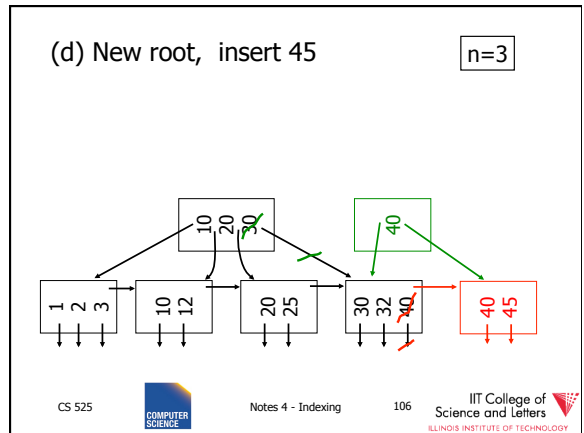 (d) New root, insert 45
n=3
10 20 30
40
1 2 3
10 12
20 25
30 32 40
40 45
CS 525
COMPUTER
SCIENCE
Notes 4 - Indexing
106
IIT College of
Science and Letters
ILLINOIS INSTITUTE OF TECHNOLOGY